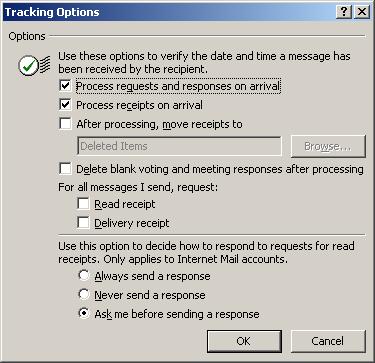 Tracking Options
Options
Use these options to verify the date and time a message has
been received by the recipient.
Process requests and responses on arrival
Process receipts on arrival
After processing, move receipts to
Deleted Items
Browse...
Delete blank voting and meeting responses after processing
For all messages I send, request:
Read receipt
Delivery receipt
Use this option to decide how to respond to requests for read
receipts. Only applies to Internet Mail accounts.
Always send a response
Never send a response
Ask me before sending a response
OK
Cancel